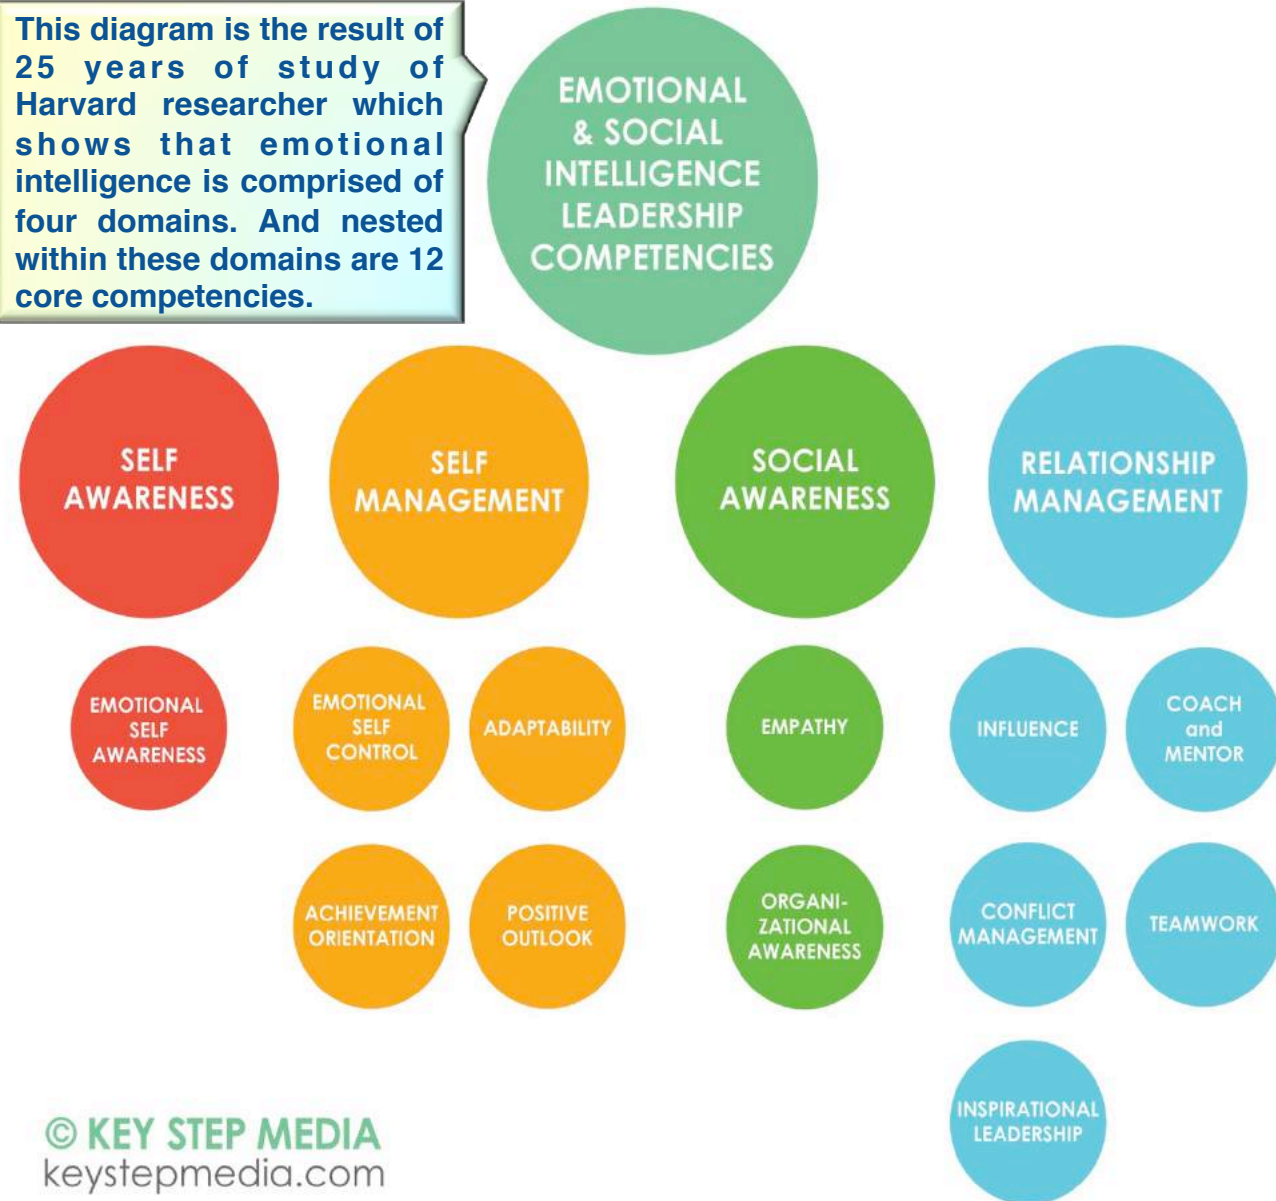 This diagram is the result of
25 years of study of
Harvard researcher which
shows that emotional
intelligence is comprised of
four domains. And nested
within these domains are 12
core competencies.
EMOTIONAL
& SOCIAL
INTELLIGENCE
LEADERSHIP
COMPETENCIES
SELF
AWARENESS
SELF
MANAGEMENT
SOCIAL
AWARENESS
RELATIONSHIP
MANAGEMENT
EMOTIONAL
SELF
AWARENESS
EMOTIONAL
SELF
CONTROL
ADAPTABILITY
EMPATHY
INFLUENCE
COACH
and
MENTOR
ACHIEVEMENT
ORIENTATION
POSITIVE
OUTLOOK
ORGANI-
ZATIONAL
AWARENESS
CONFLICT
MANAGEMENT
TEAMWORK
INSPIRATIONAL
LEADERSHIP
© KEY STEP MEDIA
keystepmedia.com